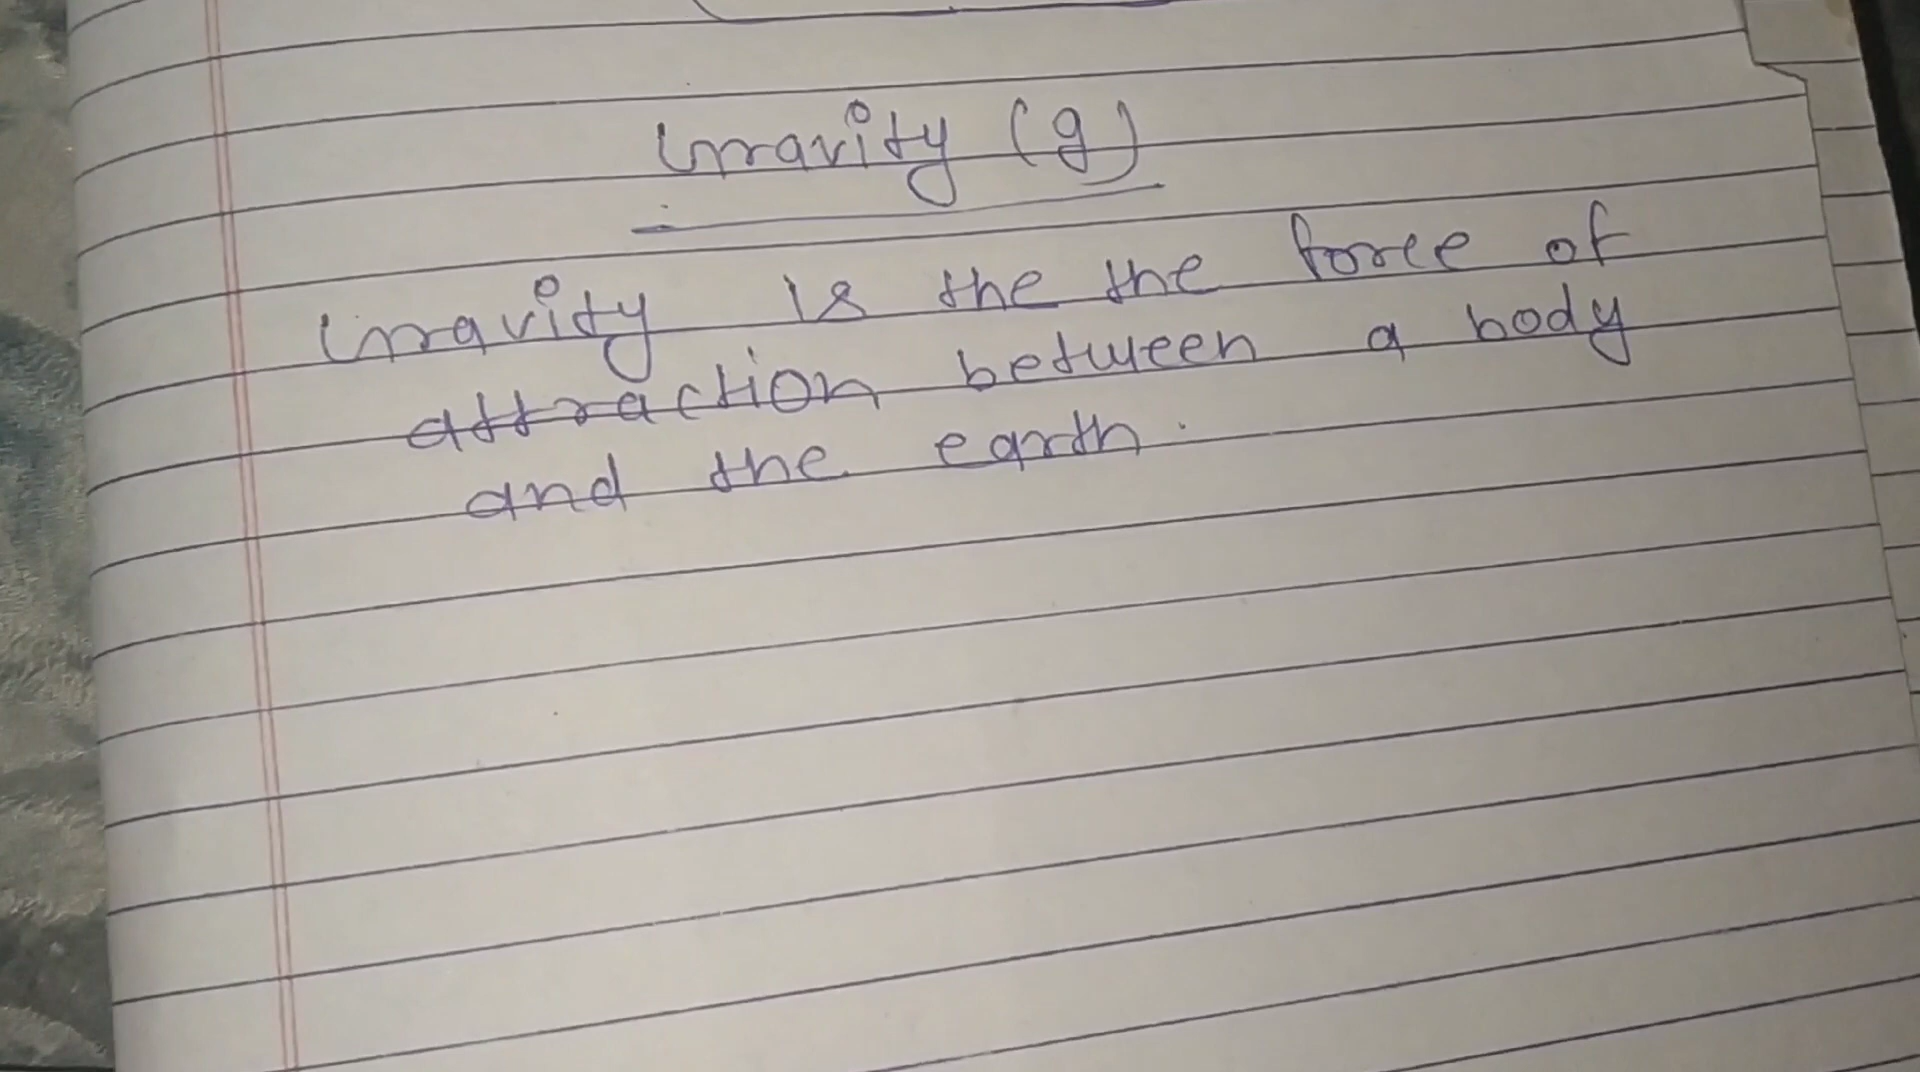 Gravity (g)
Gravity is the the force of
attraction between a body
and the earth.